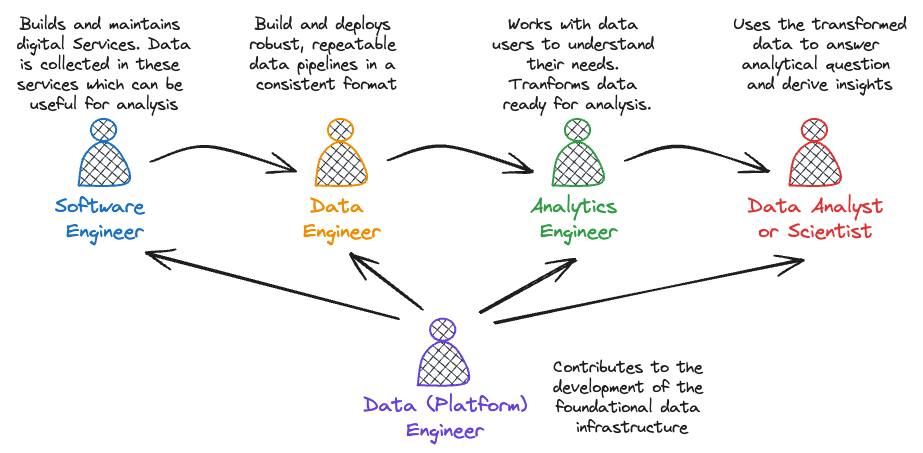 Builds and maintains
digital Services. Data
is collected in these
services which can be
useful for analysis
Build and deploys
robust, repeatable
data pipelines in a
consistent format
Works with data
users to understand
their needs.
Tranforms data
ready for analysis.
Uses the transformed
data to answer
analytical question
and derive insights
Software
Engineer
Data
Engineer
Analytics
Engineer
Data Analyst
or Scientist
Data (Platform)
Engineer
Contributes to the
development of the
foundational data
infrastructure